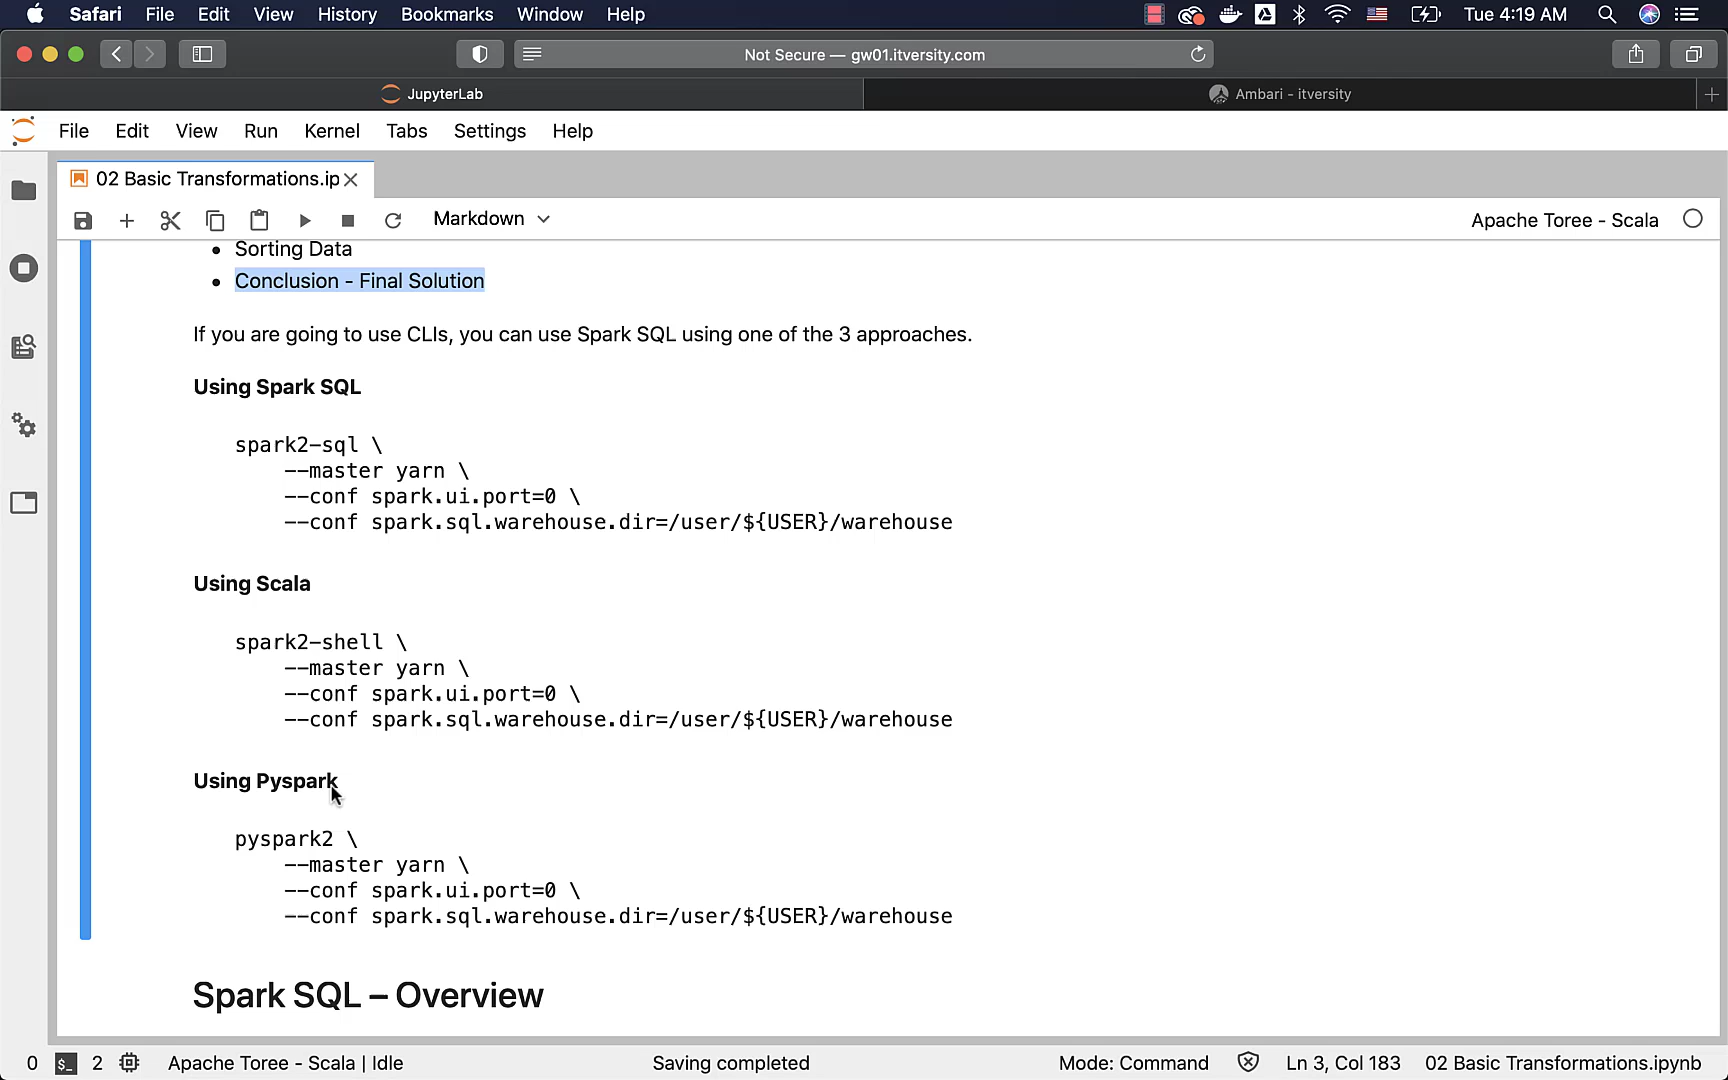 Safari File Edit View History Bookmarks Window Help Tue 4:19 AM
Not Secure — gw01.itversity.com
JupyterLab Ambari - itversity
File Edit View Run Kernel Tabs Settings Help
02 Basic Transformations.ip
Markdown Apache Toree - Scala
• Sorting Data
• Conclusion - Final Solution
If you are going to use CLIs, you can use Spark SQL using one of the 3 approaches.
Using Spark SQL
spark2-sql \
--master yarn \
--conf spark.ui.port=0 \
--conf spark.sql.warehouse.dir=/user/${USER}/warehouse
Using Scala
spark2-shell \
--master yarn \
--conf spark.ui.port=0 \
--conf spark.sql.warehouse.dir=/user/${USER}/warehouse
Using Pyspark
pyspark2 \
--master yarn \
--conf spark.ui.port=0 \
--conf spark.sql.warehouse.dir=/user/${USER}/warehouse
Spark SQL – Overview
0 $_ 2 Apache Toree - Scala | Idle Saving completed Mode: Command Ln 3, Col 183 02 Basic Transformations.ipynb